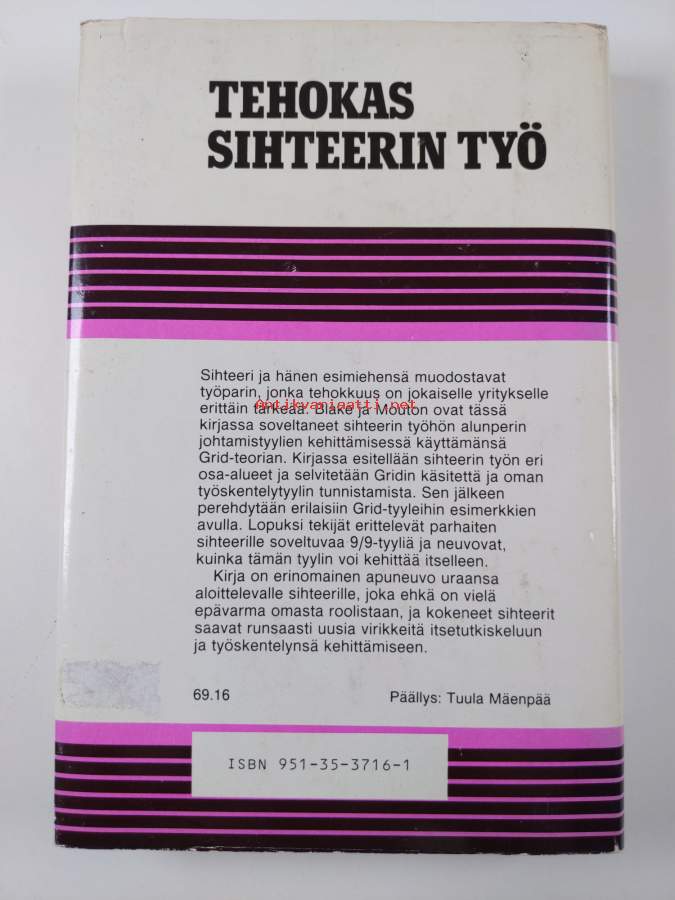 TEHOKAS
SIHTEERIN TYÖ
Sihteeri ja hänen esimiehensä muodostavat
työparin, jonka tehokkuus on jokaiselle yritykselle
erittäin tärkeää. Blake ja Mouton ovat tässä
antikvariaatti.net
kirjassa soveltaneet sihteerin työhön alunperin
johtamistyylien kehittämisessä käyttämänsä
Grid-teorian. Kirjassa esitellään sihteerin työn eri
osa-alueet ja selvitetään Gridin käsitettä ja oman
työskentelytyylin tunnistamista. Sen jälkeen
perehdytään erilaisiin Grid-tyyleihin esimerkkien
avulla. Lopuksi tekijät erittelevät parhaiten
sihteerille soveltuvaa 9/9-tyyliä ja neuvovat,
kuinka tämän tyylin voi kehittää itselleen.
Kirja on erinomainen apuneuvo uraansa
aloittelevalle sihteerille, joka ehkä on vielä
epävarma omasta roolistaan, ja kokeneet sihteerit
saavat runsaasti uusia virikkeitä itsetutkiskeluun
ja työskentelynsä kehittämiseen.
69.16 Päällys: Tuula Mäenpää
ISBN 951-35-3716-1